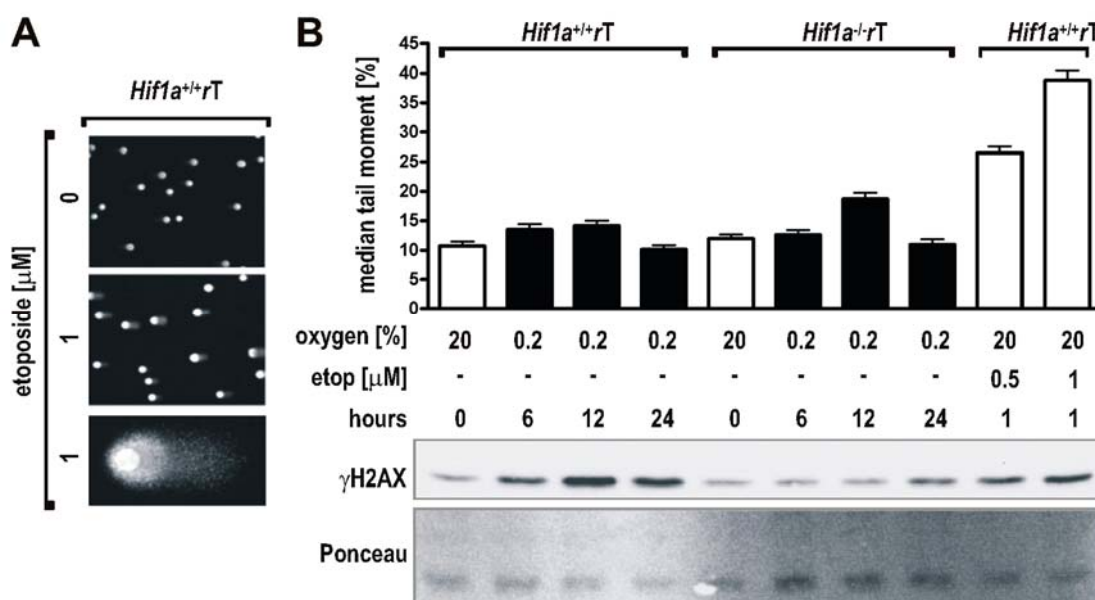 A
Hif1a+/+rT
etoposide [µM]
0
1
1
B
Hif1a+/+rT Hif1a-/-rT Hif1a+/+rT
median tail moment [%]
45
40
35
30
25
20
15
10
5
0
oxygen [%] 20 0.2 0.2 0.2 20 0.2 0.2 0.2 20 20
etop [µM] - - - - - - - - 0.5 1
hours 0 6 12 24 0 6 12 24 1 1
γH2AX
Ponceau